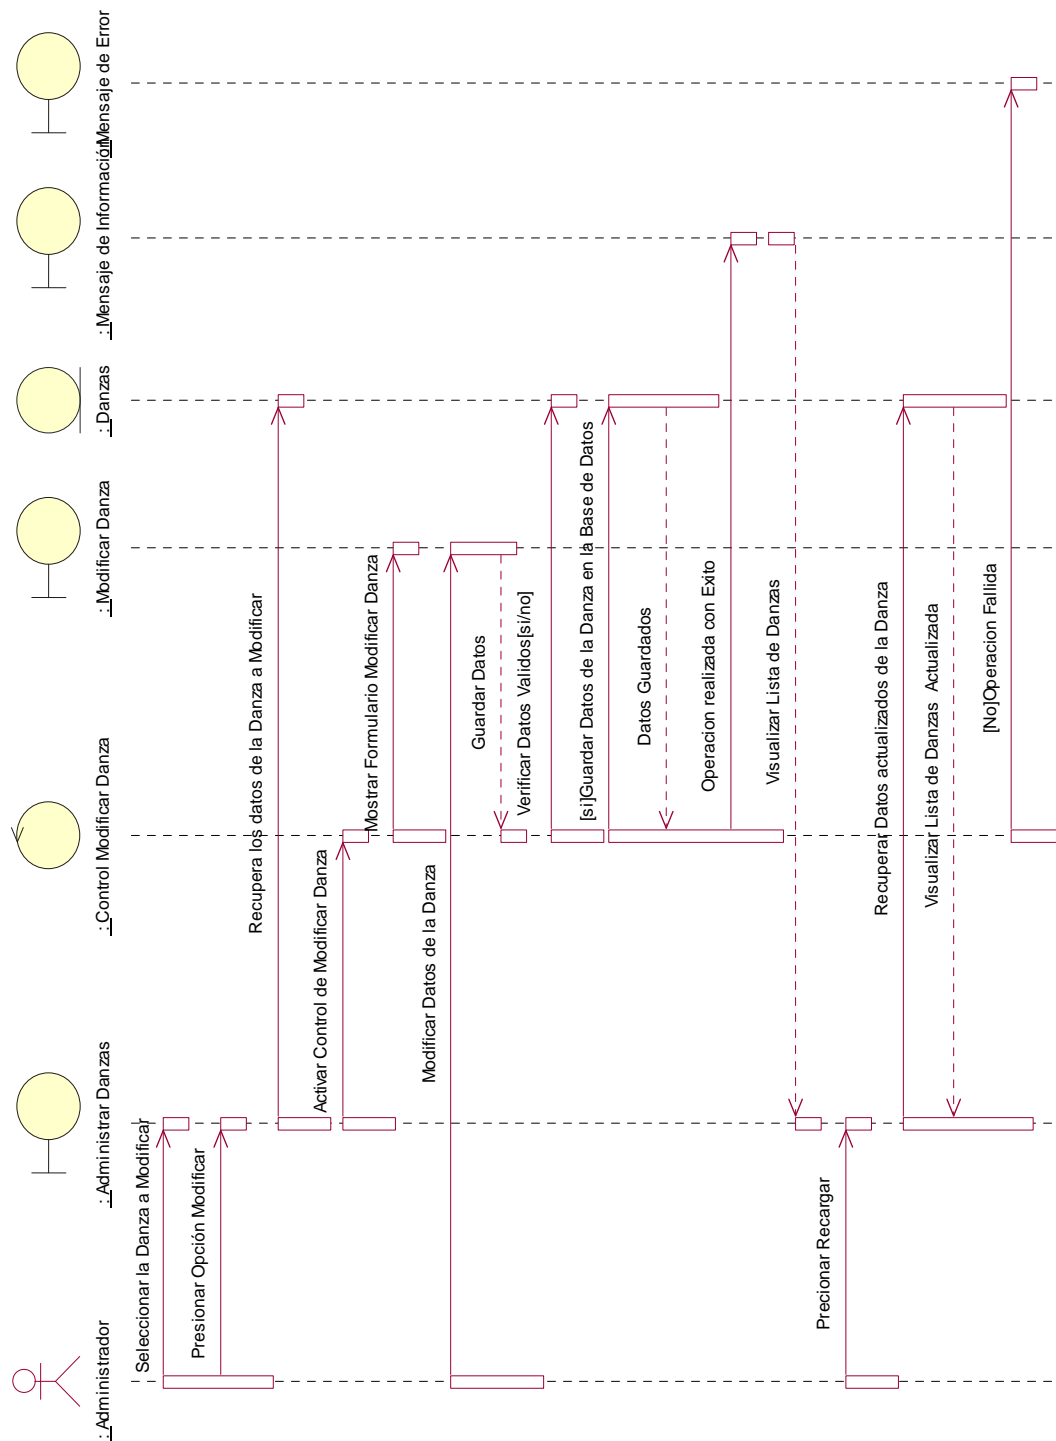 : Administrador
: Administrar Danzas
: Control Modificar Danza
: Modificar Danza
: Danzas
: Mensaje de Información
: Mensaje de Error
Seleccionar la Danza a Modificar
Presionar Opción Modificar
Recupera los datos de la Danza a Modificar
Activar Control de Modificar Danza
Mostrar Formulario Modificar Danza
Modificar Datos de la Danza
Guardar Datos
Verificar Datos Validos[si/no]
[si]Guardar Datos de la Danza en la Base de Datos
Datos Guardados
Operacion realizada con Exito
Visualizar Lista de Danzas
Precionar Recargar
Recuperar Datos actualizados de la Danza
Visualizar Lista de Danzas Actualizada
[No]Operacion Fallida